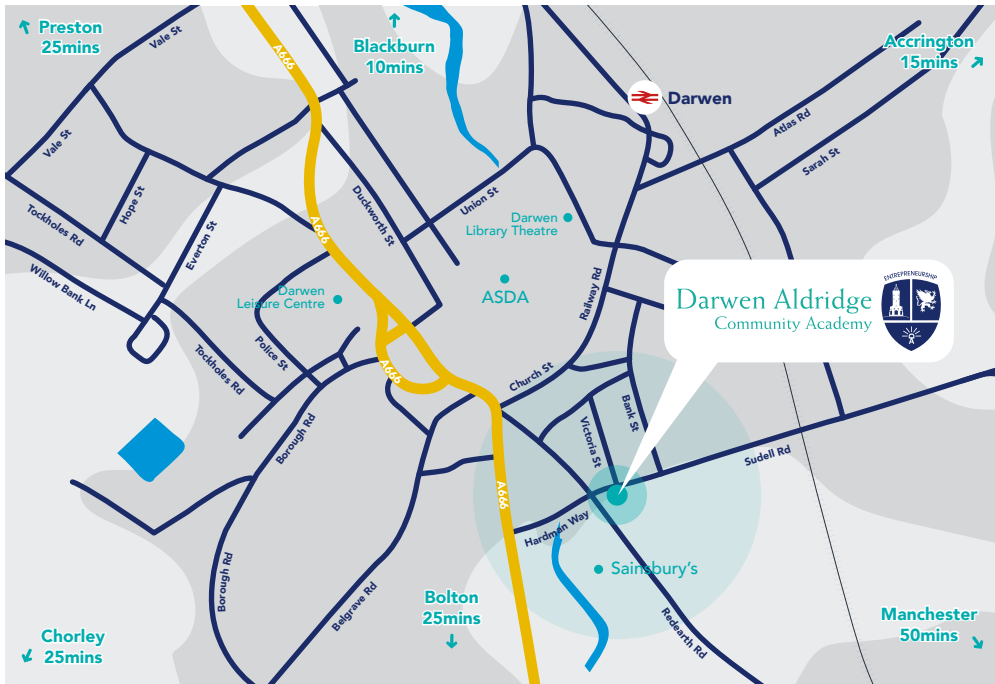 Preston
25mins
Vale St
A666
Blackburn
10mins
Accrington
15mins
Darwen
Atlas Rd
Sarah St
Vale St
Hope St
Tockholes Rd
Everton St
Willow Bank Ln
Duckworth St
A666
Union St
Darwen
Library Theatre
ASDA
Darwen
Leisure Centre
Railway Rd
ENTREPRENEURSHIP
Darwen Aldridge
Community Academy
Police St
Tockholes Rd
A666
Church St
Borough Rd
Victoria St
Bank St
Sudell Rd
A666
Hardman Way
Sainsbury's
Borough Rd
Belgrave Rd
Redearth Rd
Bolton
25mins
Chorley
25mins
Manchester
50mins